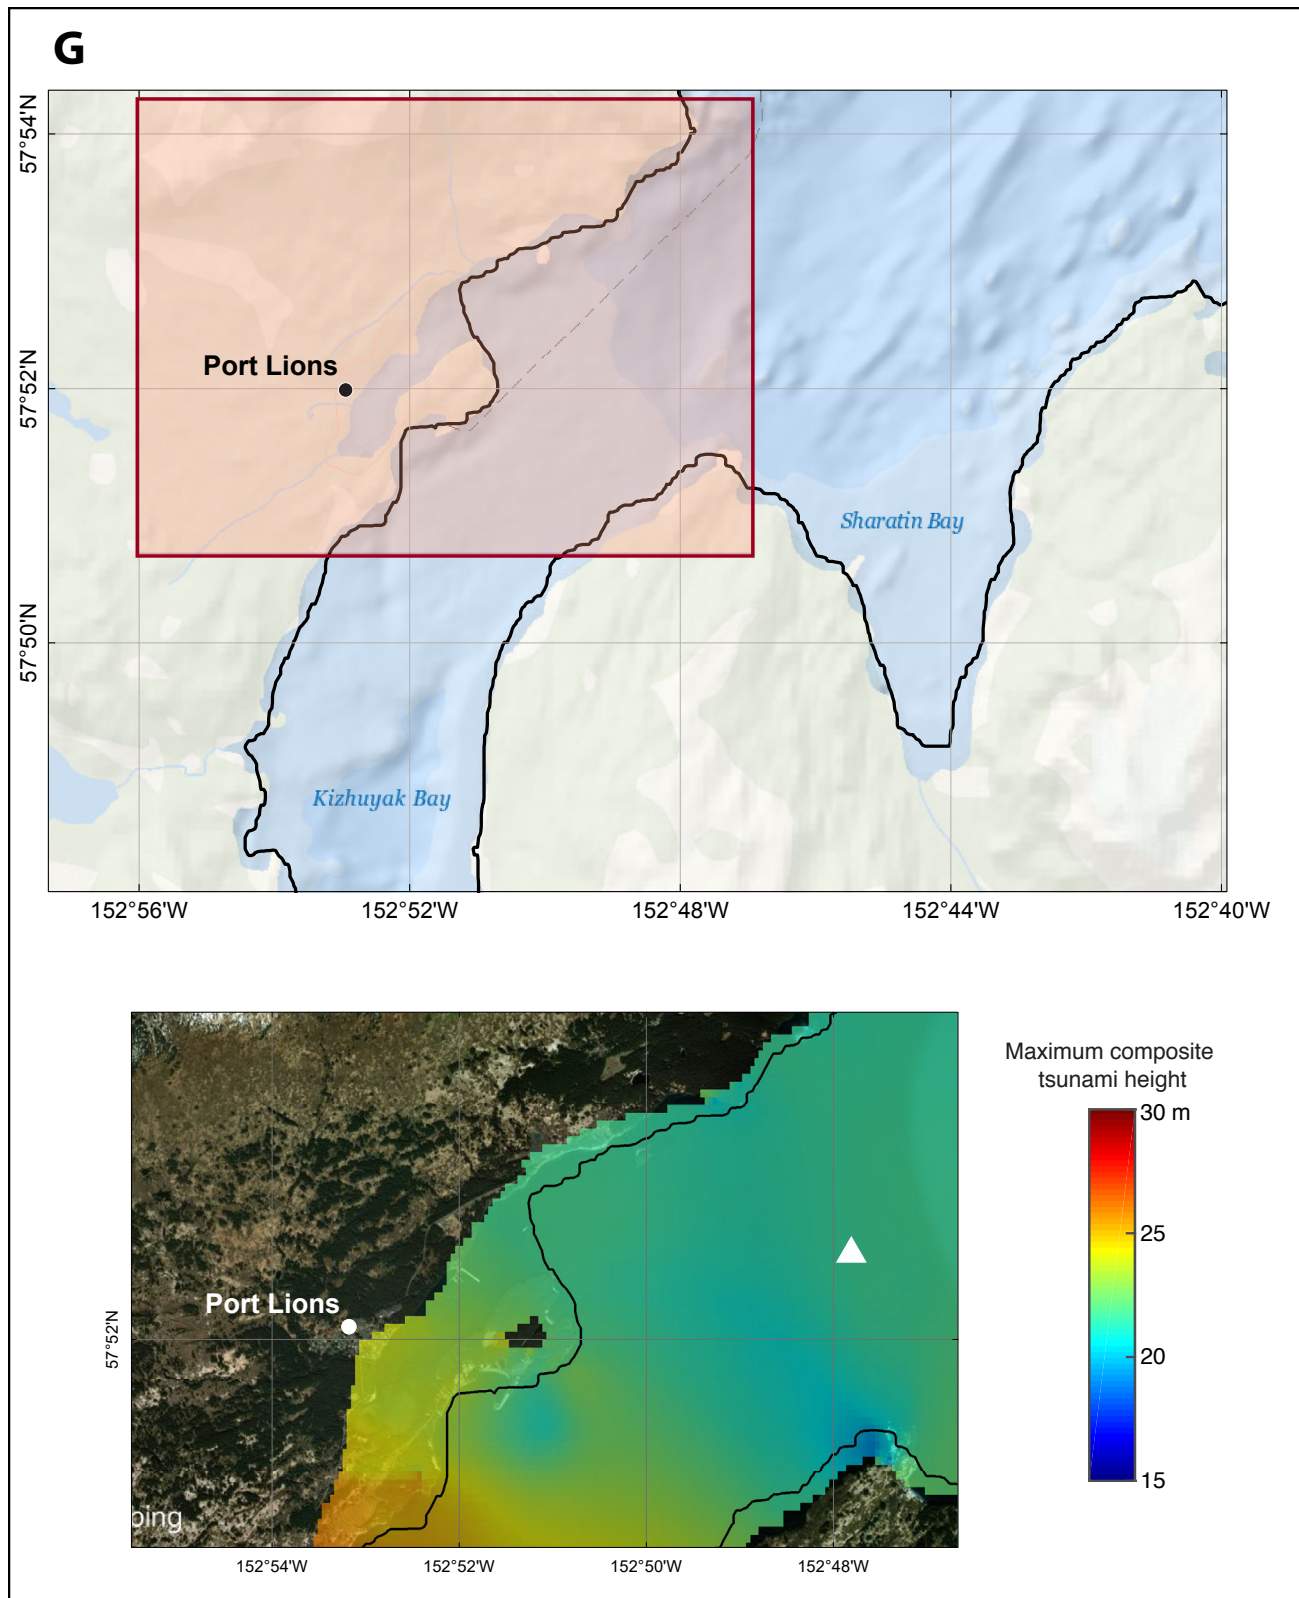 G
57°54'N
Port Lions
57°52'N
Sharatin Bay
57°50'N
Kizhuyak Bay
152°56'W 152°52'W 152°48'W 152°44'W 152°40'W
Maximum composite
tsunami height
30 m
25
20
15
Port Lions
57°52'N
bing
152°54'W 152°52'W 152°50'W 152°48'W